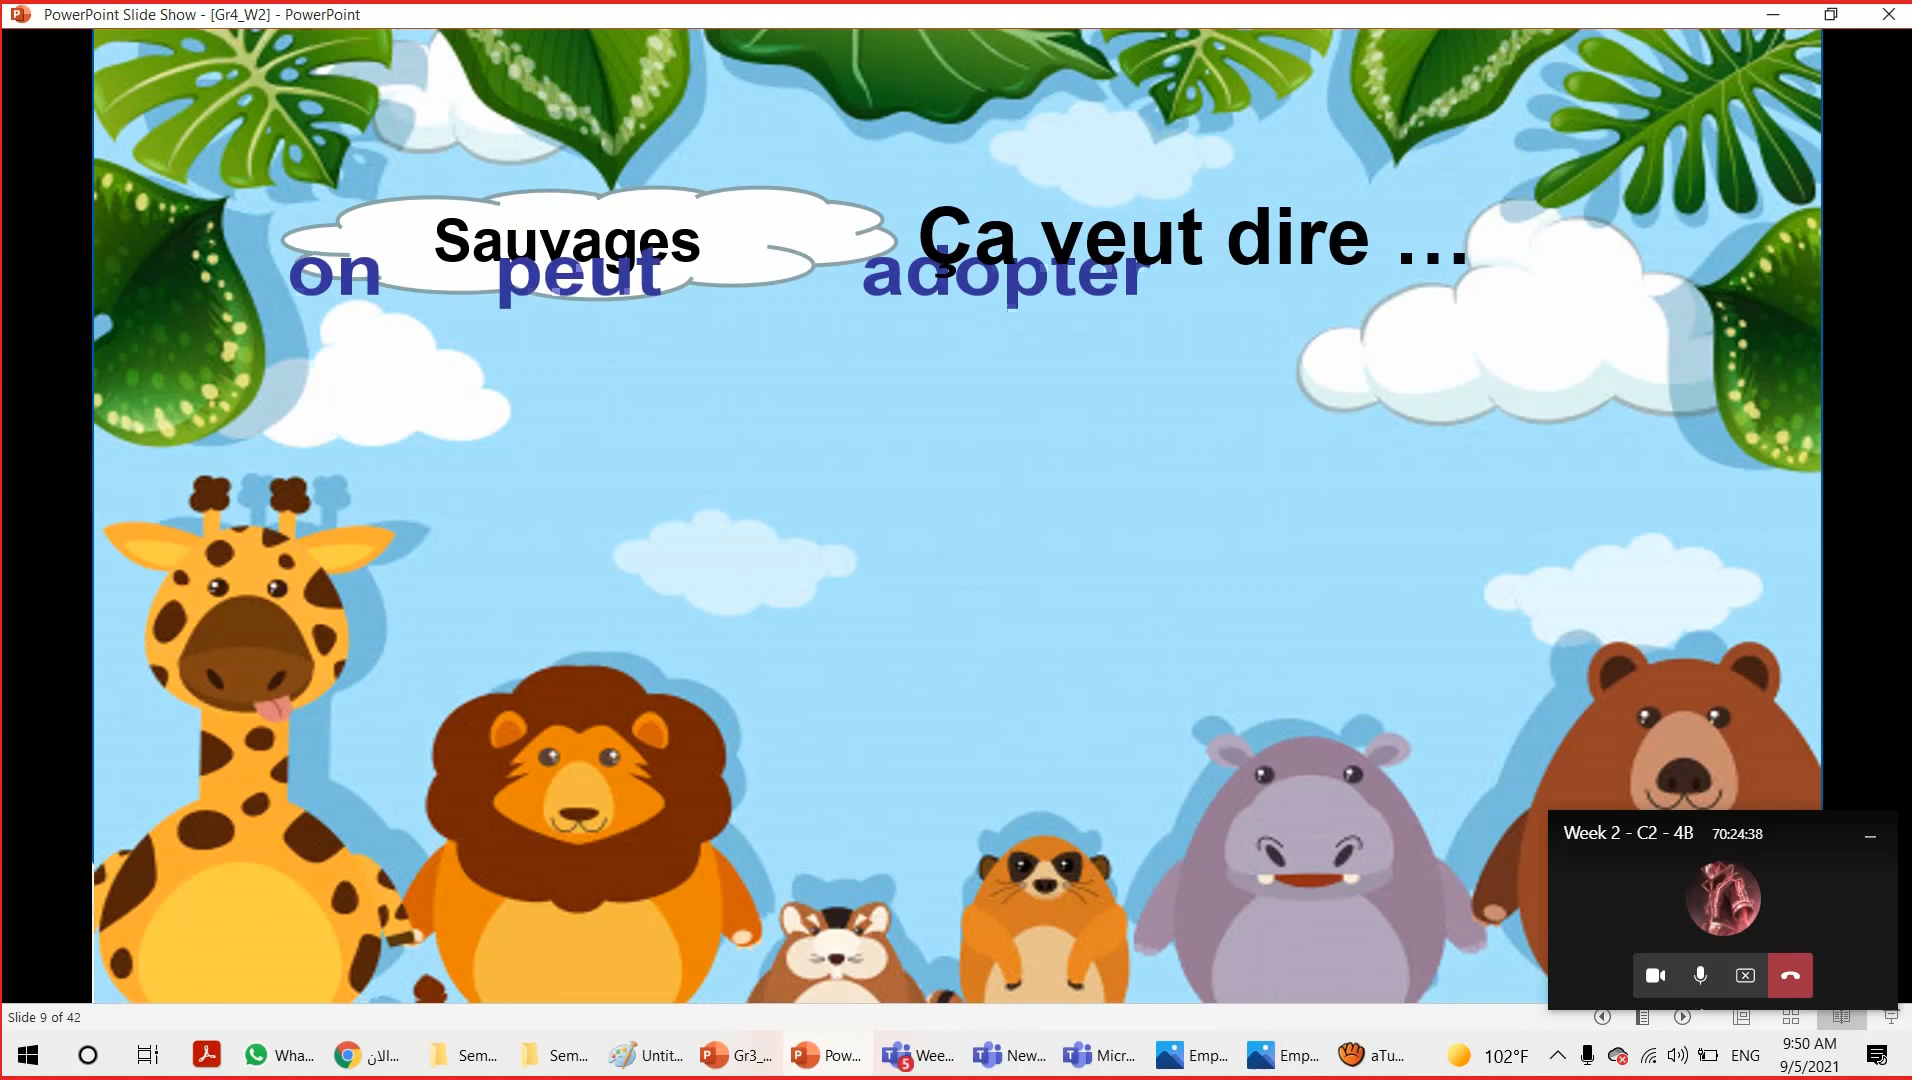 PowerPoint Slide Show - [Gr4_W2] - PowerPoint
Sauvages
Ça veut dire ...
on peut adopter
Week 2 - C2 - 4B 70:24:38
Slide 9 of 42
Wha... الان... Sem... Sem... Untit... Gr3_... Pow... 5 Wee... New... Micr... Emp... Emp... aTu... 102°F ENG
9:50 AM
9/5/2021